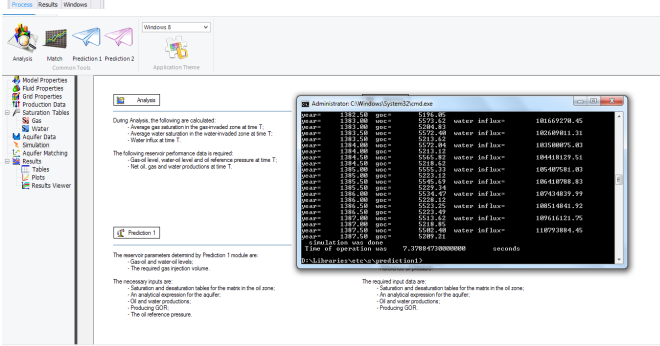 Process Results Windows
Windows 8
Analysis Match Prediction 1 Prediction 2
Common Tools
Application Theme
Model Properties
Fluid Properties
Grid Properties
Production Data
Saturation Tables
Gas
Water
Aquifer Data
Simulation
Aquifer Matching
Results
Tables
Plots
Results Viewer
Analysis
During Analysis, the following are calculated:
- Average gas saturation in the gas-invaded zone at time T;
- Average water saturation in the water-invaded zone at time T;
- Water influx at time T.
The following reservoir performance data is required:
- Gas-oil level, water-oil level and oil reference pressure at time T;
- Net oil, gas and water productions at time T.
Prediction 1
The reservoir parameters determind by Prediction 1 module are:
- Gas-oil and water-oil levels;
- The required gas injection volume.
The necessary inputs are:
- Saturation and desaturation tables for the matrix in the oil zone;
- An analytical expression for the aquifer;
- Oil and water productions;
- Producing GOR.
- The oil reference pressure.
Administrator: C:\Windows\System32\cmd.exe
year= 1382.50 goc= 5196.05
year= 1383.00 woc= 5573.62 water influx= 101669270.45
year= 1383.00 goc= 5204.83
year= 1383.50 woc= 5572.40 water influx= 102609011.31
year= 1383.50 goc= 5213.62
year= 1384.00 woc= 5572.04 water influx= 103500075.03
year= 1384.00 goc= 5213.12
year= 1384.50 woc= 5565.82 water influx= 104418129.51
year= 1384.50 goc= 5218.62
year= 1385.00 woc= 5555.33 water influx= 105407581.03
year= 1385.00 goc= 5223.12
year= 1385.50 woc= 5545.69 water influx= 106410788.83
year= 1385.50 goc= 5229.34
year= 1386.00 woc= 5534.47 water influx= 107434839.99
year= 1386.00 goc= 5228.12
year= 1386.50 woc= 5523.25 water influx= 108514841.92
year= 1386.50 goc= 5223.49
year= 1387.00 woc= 5513.62 water influx= 109616121.75
year= 1387.00 goc= 5218.85
year= 1387.50 woc= 5502.40 water influx= 110793884.45
year= 1387.50 goc= 5209.21
simulation was done
Time of operation was 7.37884730000000 seconds
D:\Libraries\etc\s\prediction1>
The required input data are:
- Saturation and desaturation tables for the matrix in the oil zone;
- An analytical expression for the aquifer;
- Oil and water productions;
- Producing GOR.